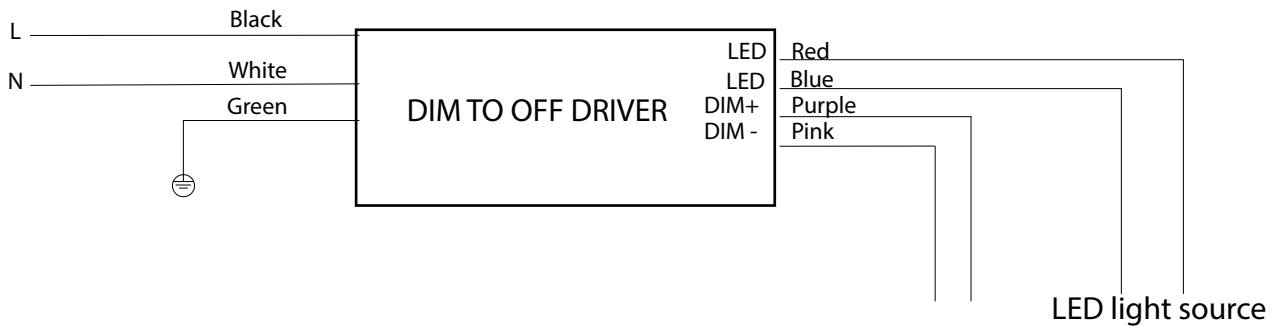 L Black
N White
Green
DIM TO OFF DRIVER
LED Red
LED Blue
DIM+ Purple
DIM - Pink
LED light source